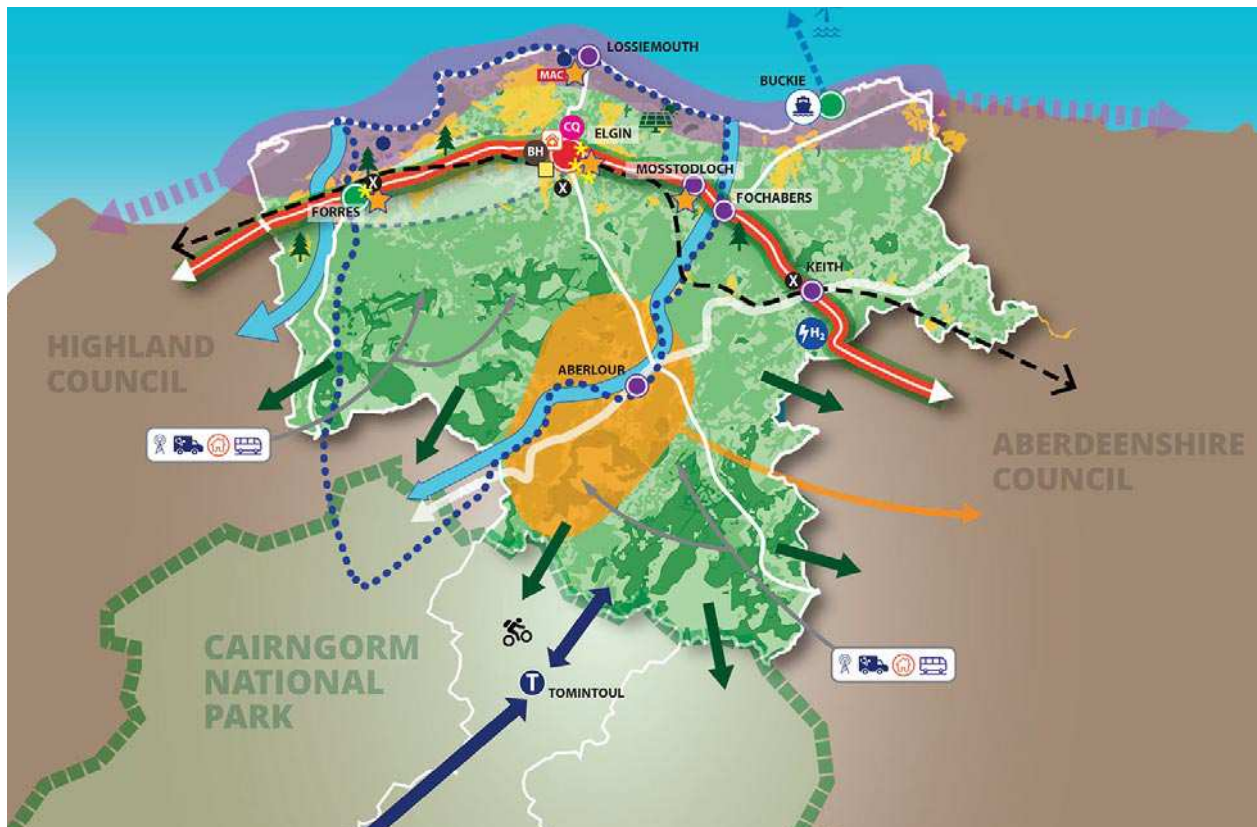 LOSSIEMOUTH
MAC
BUCKIE
CQ
ELGIN
BH
MOSSTODLOCH
X
X
FORRES
FOCHABERS
KEITH
X
H₂
HIGHLAND
COUNCIL
ABERLOUR
ABERDEENSHIRE
COUNCIL
CAIRNGORM
NATIONAL
PARK
T
TOMINTOUL